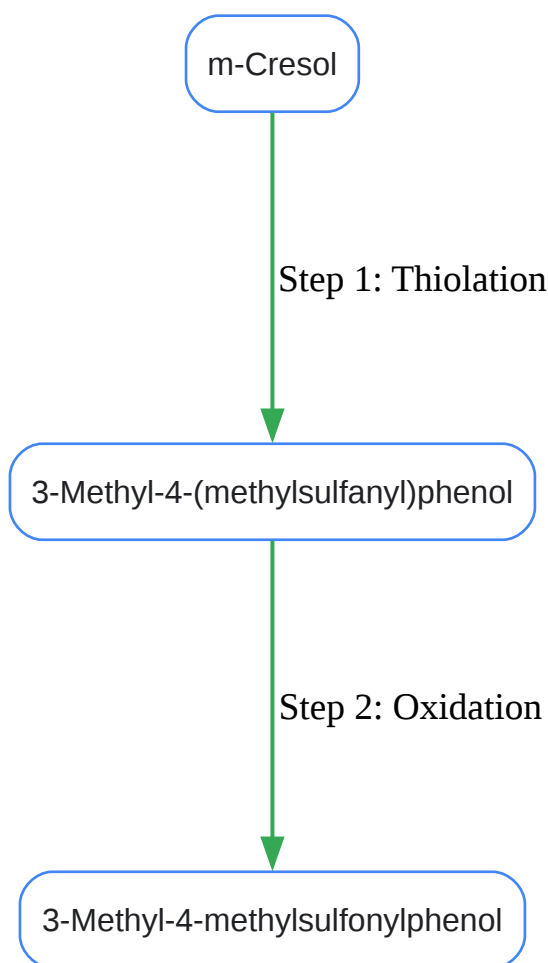 m-Cresol
Step 1: Thiolation
3-Methyl-4-(methylsulfanyl)phenol
Step 2: Oxidation
3-Methyl-4-methylsulfonylphenol